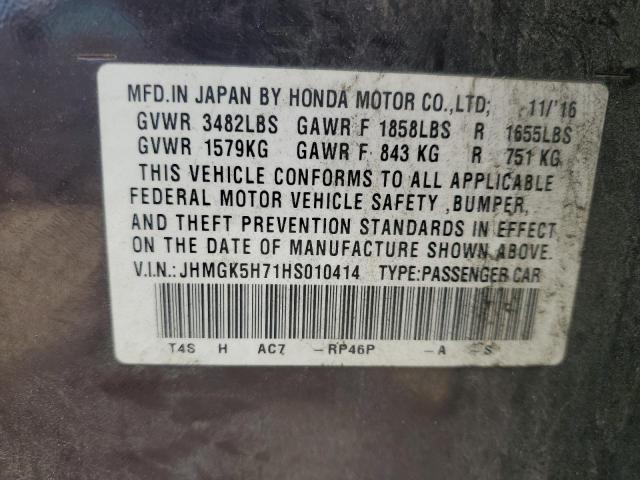 MFD.IN JAPAN BY HONDA MOTOR CO.,LTD; 11/'16
GVWR 3482LBS GAWR F 1858LBS R 1655LBS
GVWR 1579KG GAWR F 843 KG R 751 KG
THIS VEHICLE CONFORMS TO ALL APPLICABLE
FEDERAL MOTOR VEHICLE SAFETY ,BUMPER,
AND THEFT PREVENTION STANDARDS IN EFFECT
ON THE DATE OF MANUFACTURE SHOWN ABOVE.
V.I.N.:JHMGK5H71HS010414 TYPE:PASSENGER CAR
T4S H AC7 -RP46P -A -S